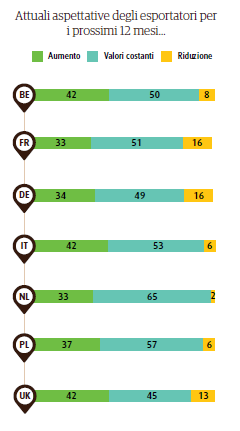 Attuali aspettative degli esportatori per
i prossimi 12 mesi...
Aumento Valori costanti Riduzione
BE 42 50 8
FR 33 51 16
DE 34 49 16
IT 42 53 6
NL 33 65 2
PL 37 57 6
UK 42 45 13